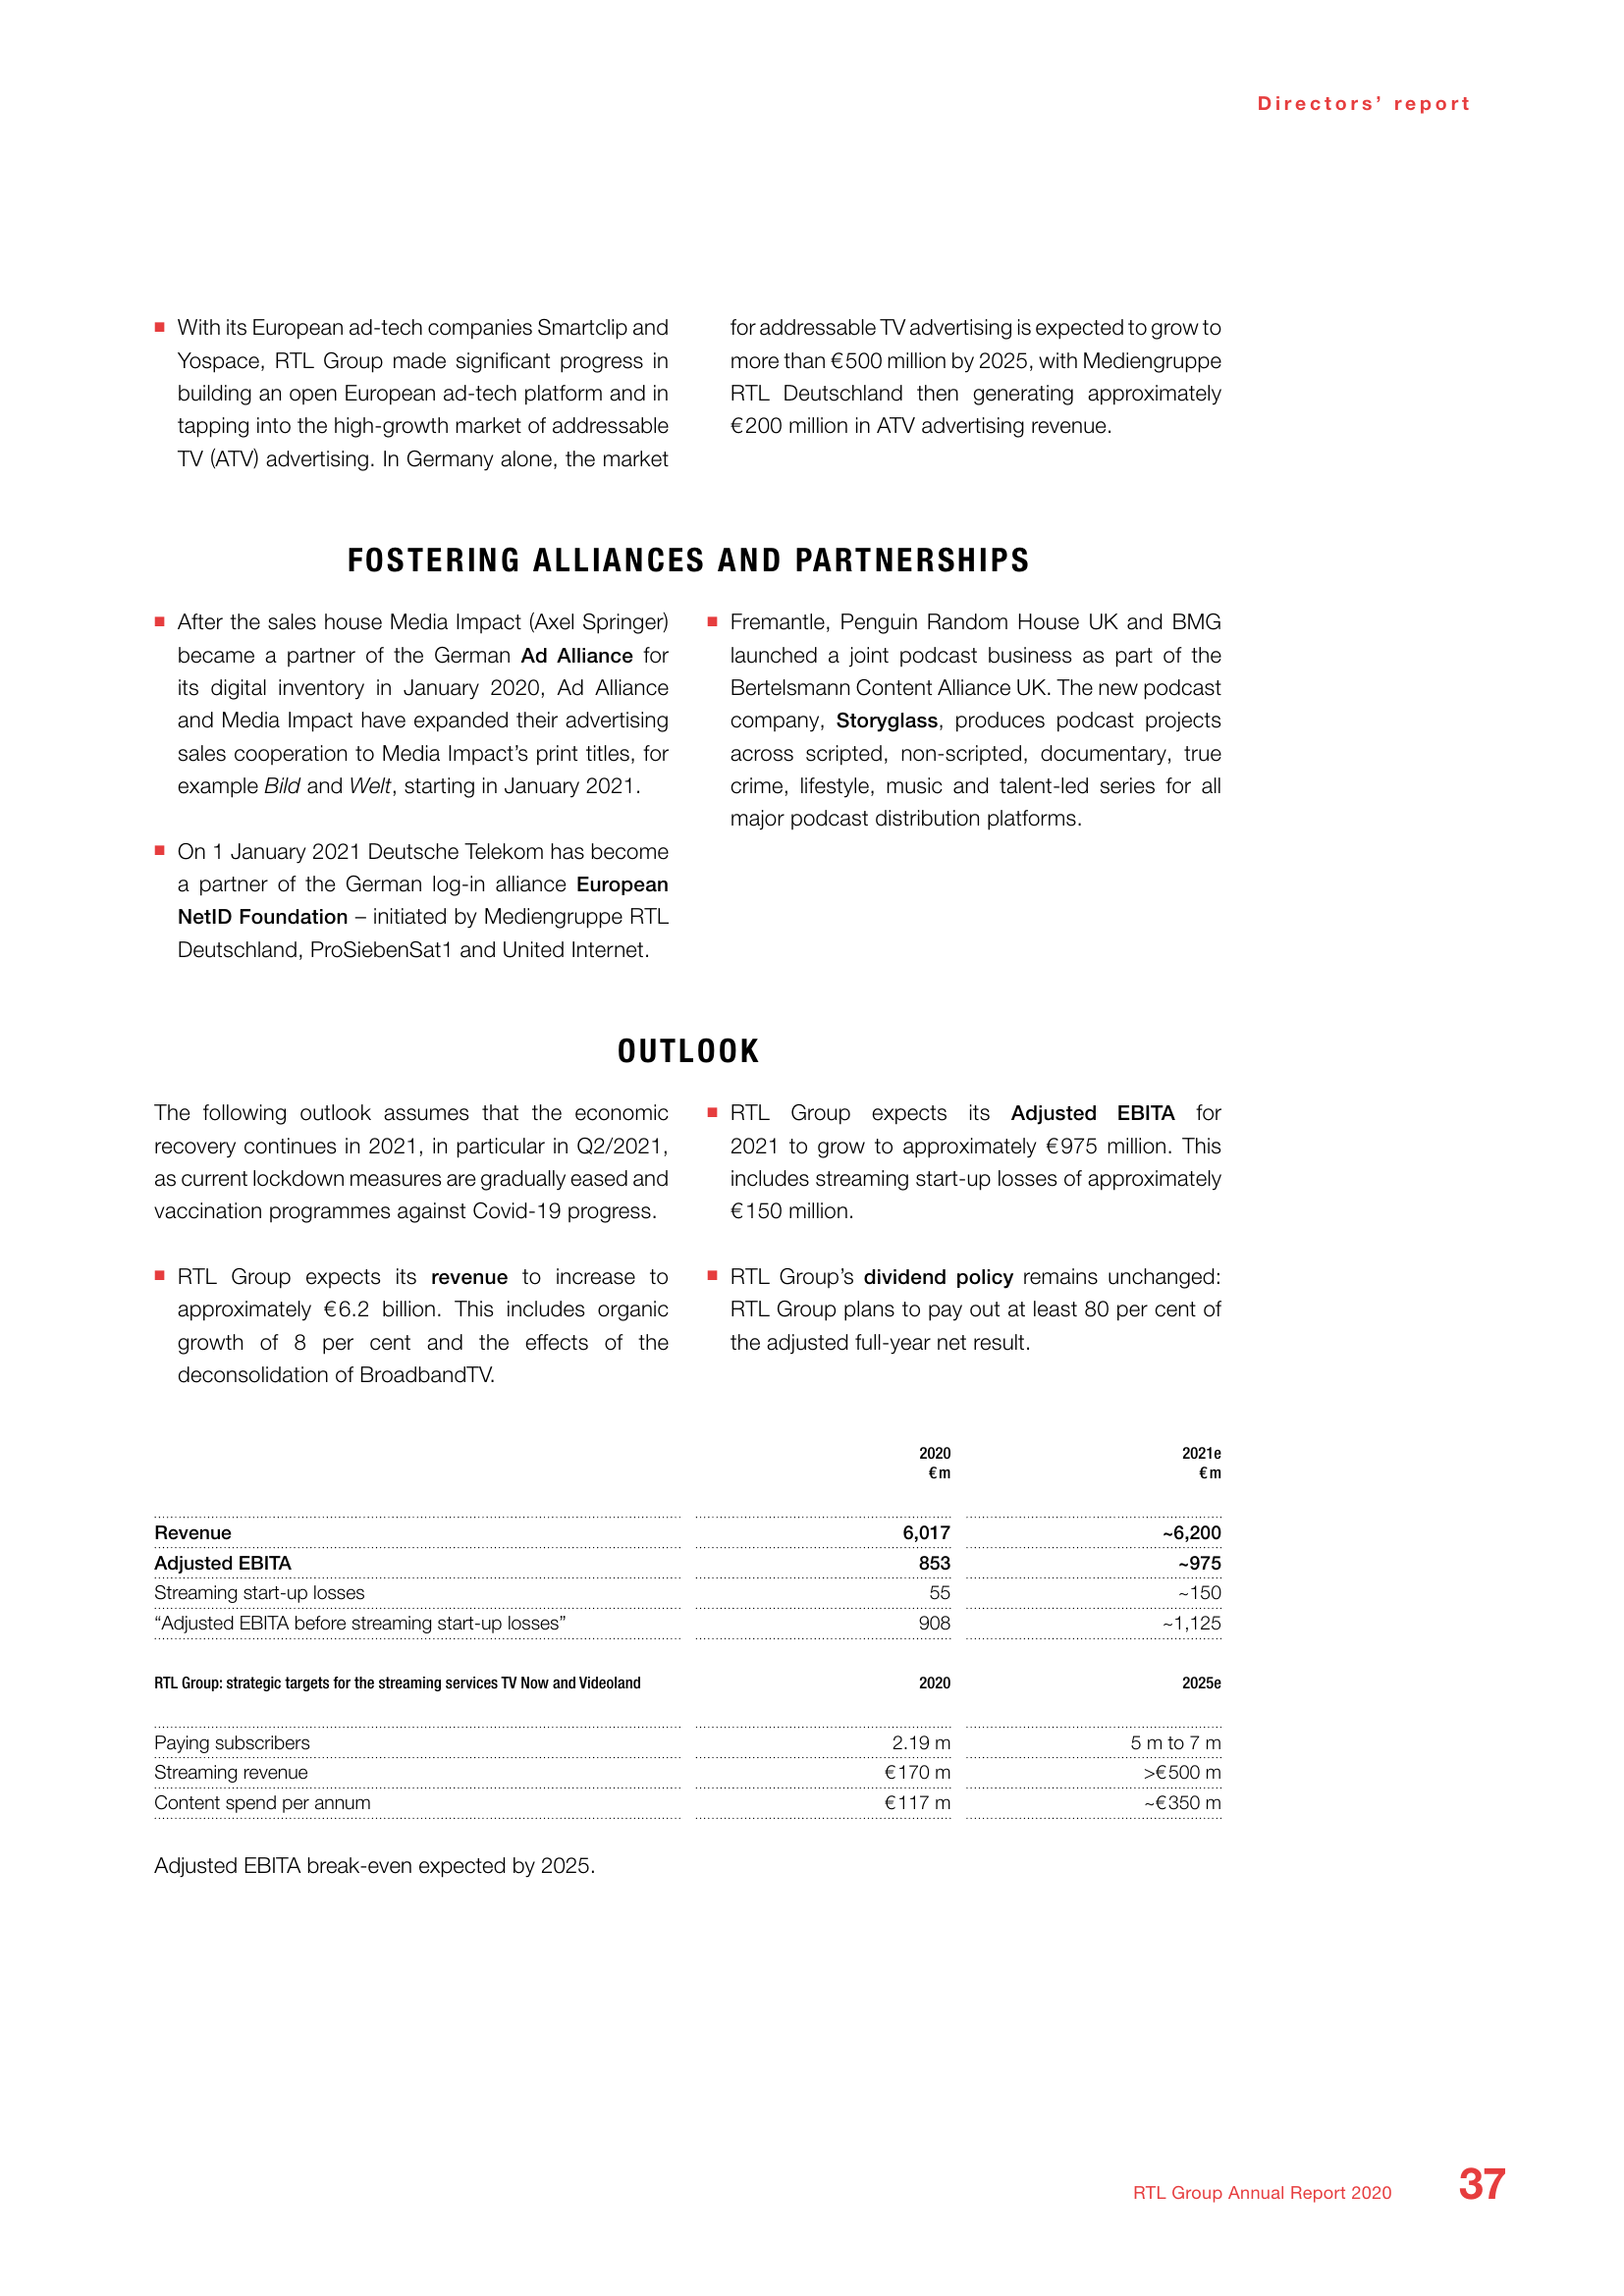 Directors’ report
■ With its European ad-tech companies Smartclip and
Yospace, RTL Group made significant progress in
building an open European ad-tech platform and in
tapping into the high-growth market of addressable
TV (ATV) advertising. In Germany alone, the market
for addressable TV advertising is expected to grow to
more than €500 million by 2025, with Mediengruppe
RTL Deutschland then generating approximately
€200 million in ATV advertising revenue.
FOSTERING ALLIANCES AND PARTNERSHIPS
■ After the sales house Media Impact (Axel Springer)
became a partner of the German Ad Alliance for
its digital inventory in January 2020, Ad Alliance
and Media Impact have expanded their advertising
sales cooperation to Media Impact’s print titles, for
example Bild and Welt, starting in January 2021.
■ On 1 January 2021 Deutsche Telekom has become
a partner of the German log-in alliance European
NetID Foundation – initiated by Mediengruppe RTL
Deutschland, ProSiebenSat1 and United Internet.
■ Fremantle, Penguin Random House UK and BMG
launched a joint podcast business as part of the
Bertelsmann Content Alliance UK. The new podcast
company, Storyglass, produces podcast projects
across scripted, non-scripted, documentary, true
crime, lifestyle, music and talent-led series for all
major podcast distribution platforms.
OUTLOOK
The following outlook assumes that the economic
recovery continues in 2021, in particular in Q2/2021,
as current lockdown measures are gradually eased and
vaccination programmes against Covid-19 progress.
■ RTL Group expects its revenue to increase to
approximately €6.2 billion. This includes organic
growth of 8 per cent and the effects of the
deconsolidation of BroadbandTV.
■ RTL Group expects its Adjusted EBITA for
2021 to grow to approximately €975 million. This
includes streaming start-up losses of approximately
€150 million.
■ RTL Group’s dividend policy remains unchanged:
RTL Group plans to pay out at least 80 per cent of
the adjusted full-year net result.
2020 2021e
€m €m
Revenue 6,017 ~6,200
Adjusted EBITA 853 ~975
Streaming start-up losses 55 ~150
“Adjusted EBITA before streaming start-up losses” 908 ~1,125
RTL Group: strategic targets for the streaming services TV Now and Videoland 2020 2025e
Paying subscribers 2.19 m 5 m to 7 m
Streaming revenue €170 m >€500 m
Content spend per annum €117 m ~€350 m
Adjusted EBITA break-even expected by 2025.
RTL Group Annual Report 2020 37